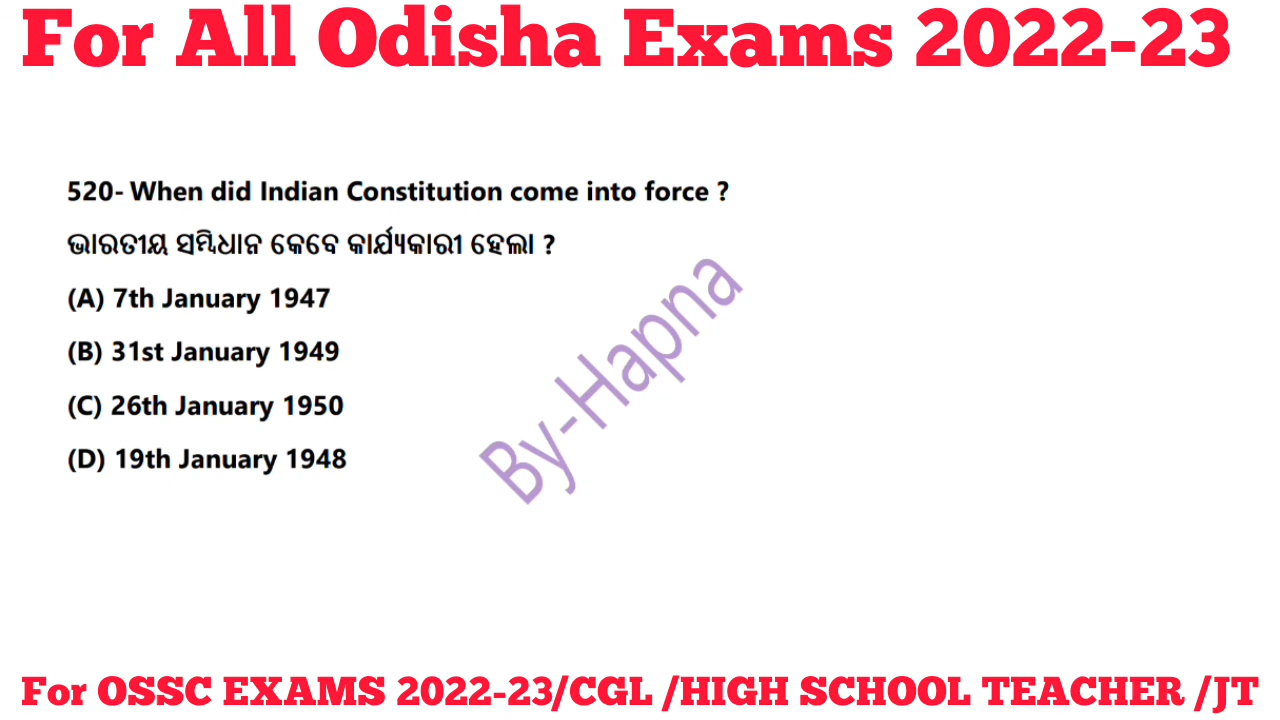 For All Odisha Exams 2022-23
520- When did Indian Constitution come into force ?
ଭାରତୀୟ ସମ୍ବିଧାନ କେବେ କାର୍ଯ୍ୟକାରୀ ହେଲା ?
(A) 7th January 1947
(B) 31st January 1949
(C) 26th January 1950
(D) 19th January 1948
By-Hapna
For OSSC EXAMS 2022-23/CGL /HIGH SCHOOL TEACHER /JT